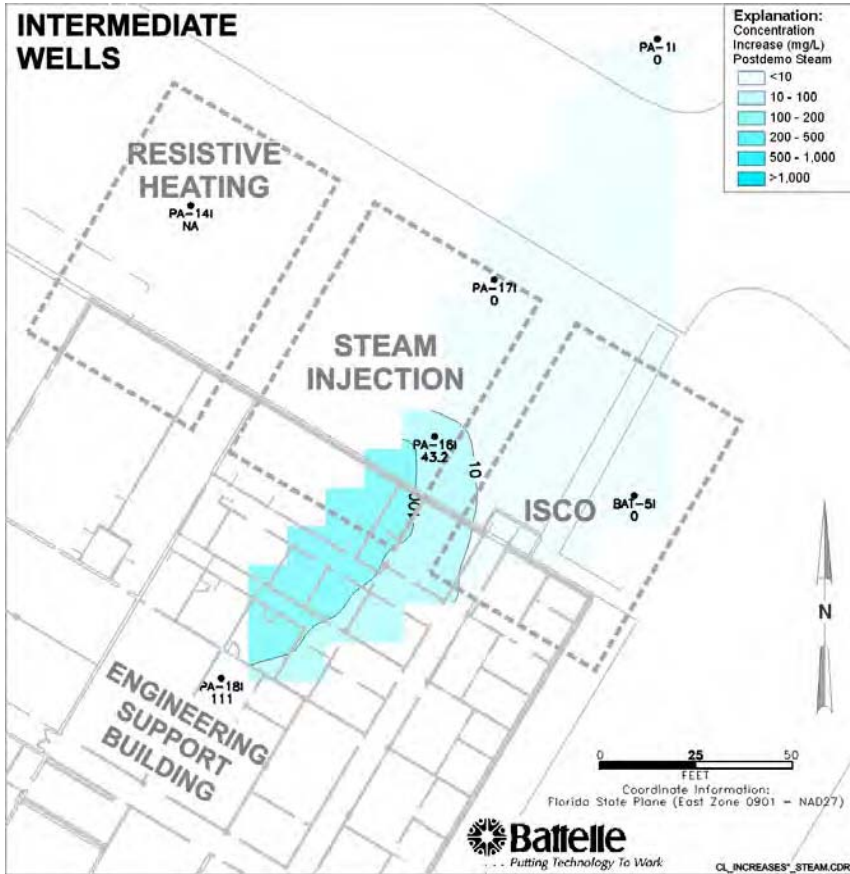 INTERMEDIATE
WELLS
Explanation:
Concentration
Increase (mg/L)
Postdemo Steam
<10
10 - 100
100 - 200
200 - 500
500 - 1,000
>1,000
PA-1I
0
RESISTIVE
HEATING
PA-14I
NA
PA-17I
0
STEAM
INJECTION
PA-16I
43.2
10
100
ISCO
BAT-5I
0
N
PA-18I
111
ENGINEERING
SUPPORT
BUILDING
0 25 50
FEET
Coordinate Information:
Florida State Plane (East Zone 0901 - NAD27)
Battelle
. . . Putting Technology To Work
CL_INCREASES*_STEAM.CDR